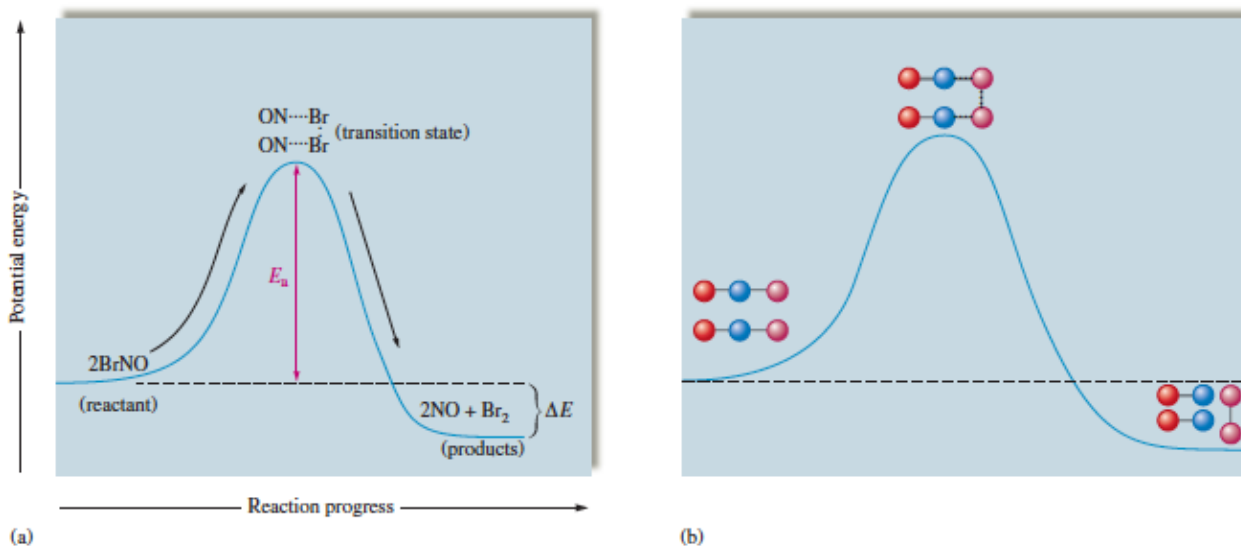 Potential energy
ON····Br
ON····Br
(transition state)
Eₐ
2BrNO
(reactant)
2NO + Br₂
(products)
ΔE
Reaction progress
(a)
(b)